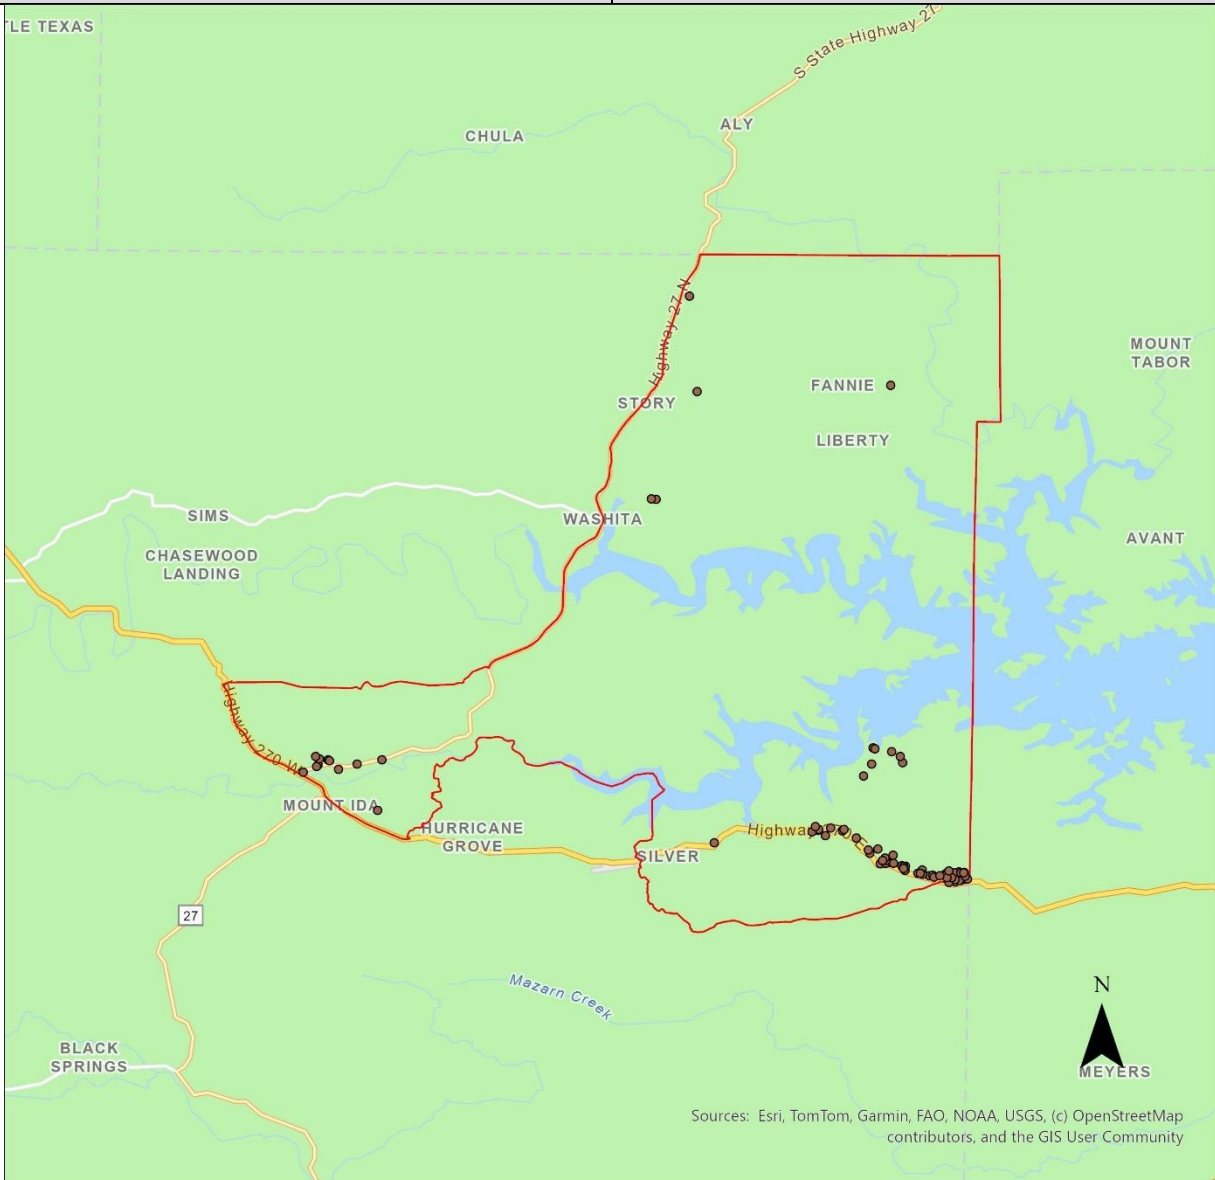 TLE TEXAS
S State Highway 27
ALY
CHULA
Highway 27 N
MOUNT
TABOR
FANNIE
STORY
LIBERTY
SIMS
WASHITA
AVANT
CHASEWOOD
LANDING
Highway 270 W
MOUNT IDA
HURRICANE
GROVE
Highway
SILVER
27
Mazarn Creek
N
BLACK
SPRINGS
MEYERS
Sources: Esri, TomTom, Garmin, FAO, NOAA, USGS, (c) OpenStreetMap
contributors, and the GIS User Community